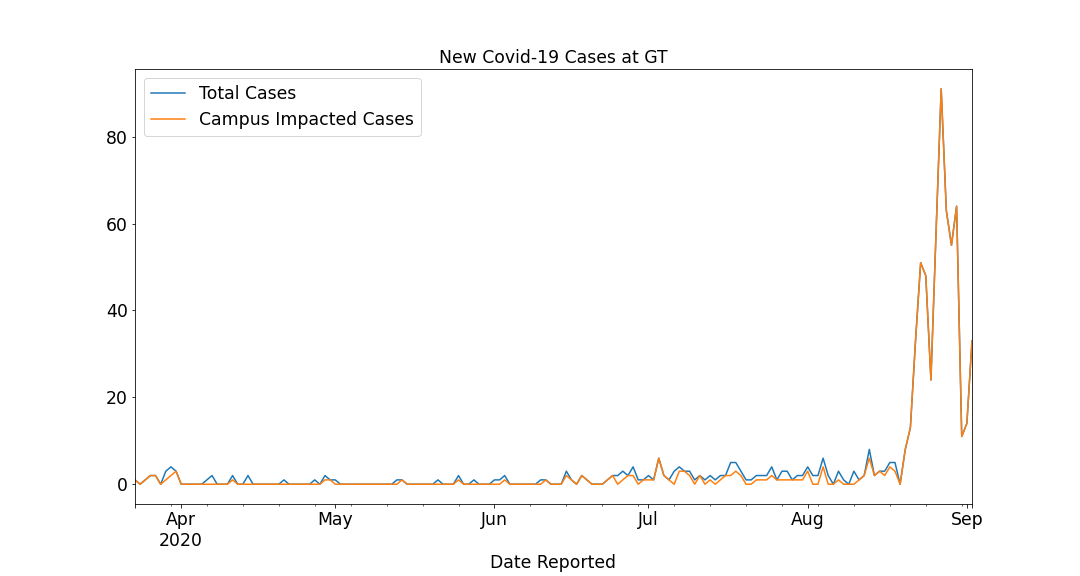 New Covid-19 Cases at GT
Total Cases
Campus Impacted Cases
80
60
40
20
0
Apr
2020
May
Jun
Jul
Aug
Sep
Date Reported